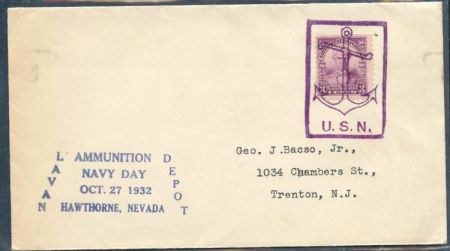 U.S.N.
NAVAL AMMUNITION DEPOT
NAVY DAY
OCT. 27 1932
HAWTHORNE, NEVADA
Geo. J.Bacso, Jr.,
1034 Chambers St.,
Trenton, N.J.